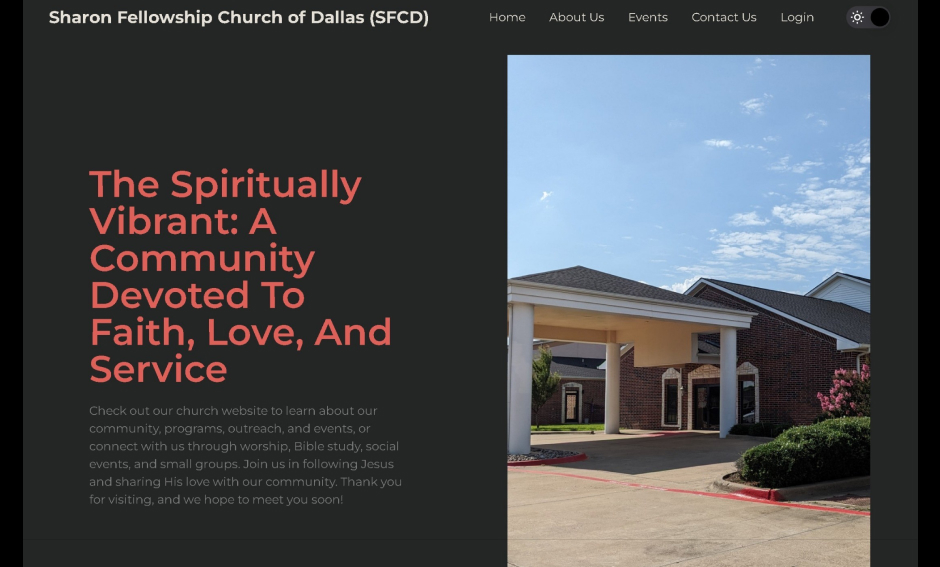 Sharon Fellowship Church of Dallas (SFCD)
Home About Us Events Contact Us Login
The Spiritually
Vibrant: A
Community
Devoted To
Faith, Love, And
Service
Check out our church website to learn about our
community, programs, outreach, and events, or
connect with us through worship, Bible study, social
events, and small groups. Join us in following Jesus
and sharing His love with our community. Thank you
for visiting, and we hope to meet you soon!